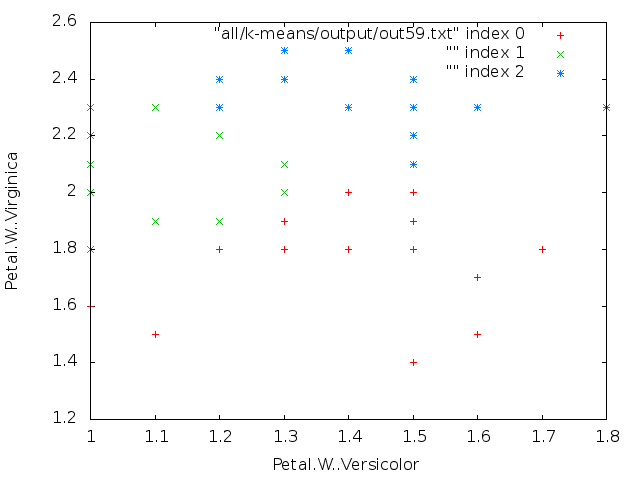 "all/k-means/output/out59.txt" index 0
"" index 1
"" index 2
2.6
2.4
2.2
2
1.8
1.6
1.4
1.2
Petal.W..Virginica
1 1.1 1.2 1.3 1.4 1.5 1.6 1.7 1.8
Petal.W..Versicolor